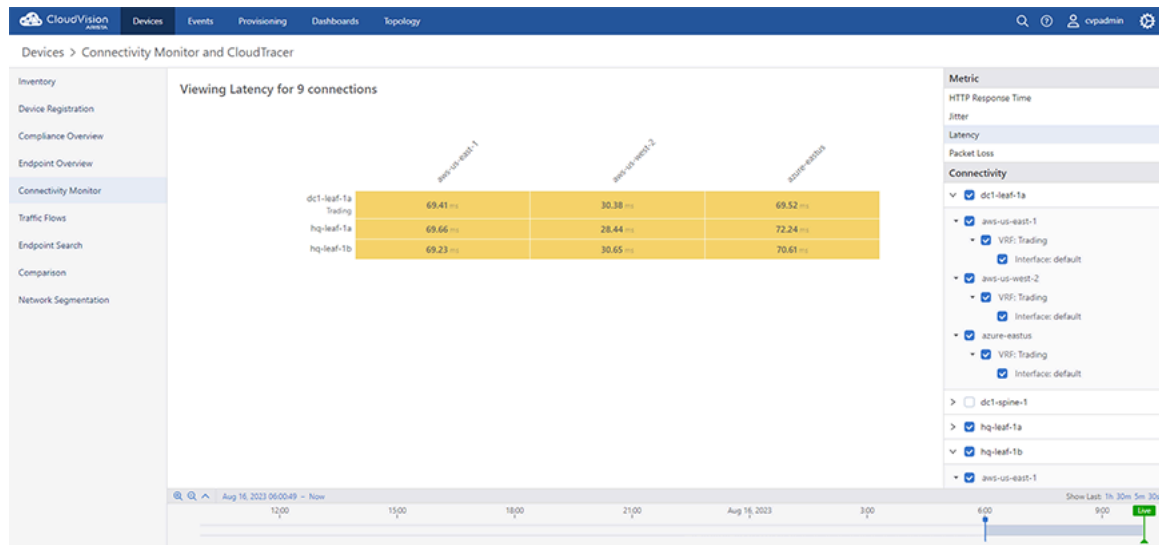 CloudVision
ARISTA
Devices
Events
Provisioning
Dashboards
Topology
cvpadmin
Devices > Connectivity Monitor and CloudTracer
Inventory
Device Registration
Compliance Overview
Endpoint Overview
Connectivity Monitor
Traffic Flows
Endpoint Search
Comparison
Network Segmentation
Viewing Latency for 9 connections
aws-us-east-1
aws-us-west-2
azure-eastus
dc1-leaf-1a
Trading
69.41 ms
30.38 ms
69.52 ms
hq-leaf-1a
69.66 ms
28.44 ms
72.24 ms
hq-leaf-1b
69.23 ms
30.65 ms
70.61 ms
Metric
HTTP Response Time
Jitter
Latency
Packet Loss
Connectivity
dc1-leaf-1a
aws-us-east-1
VRF: Trading
Interface: default
aws-us-west-2
VRF: Trading
Interface: default
azure-eastus
VRF: Trading
Interface: default
dc1-spine-1
hq-leaf-1a
hq-leaf-1b
aws-us-east-1
Aug 16, 2023 06:00:49 – Now
Show Last: 1h 30m 5m 30s
12:00
15:00
18:00
21:00
Aug 16, 2023
3:00
6:00
9:00
Live